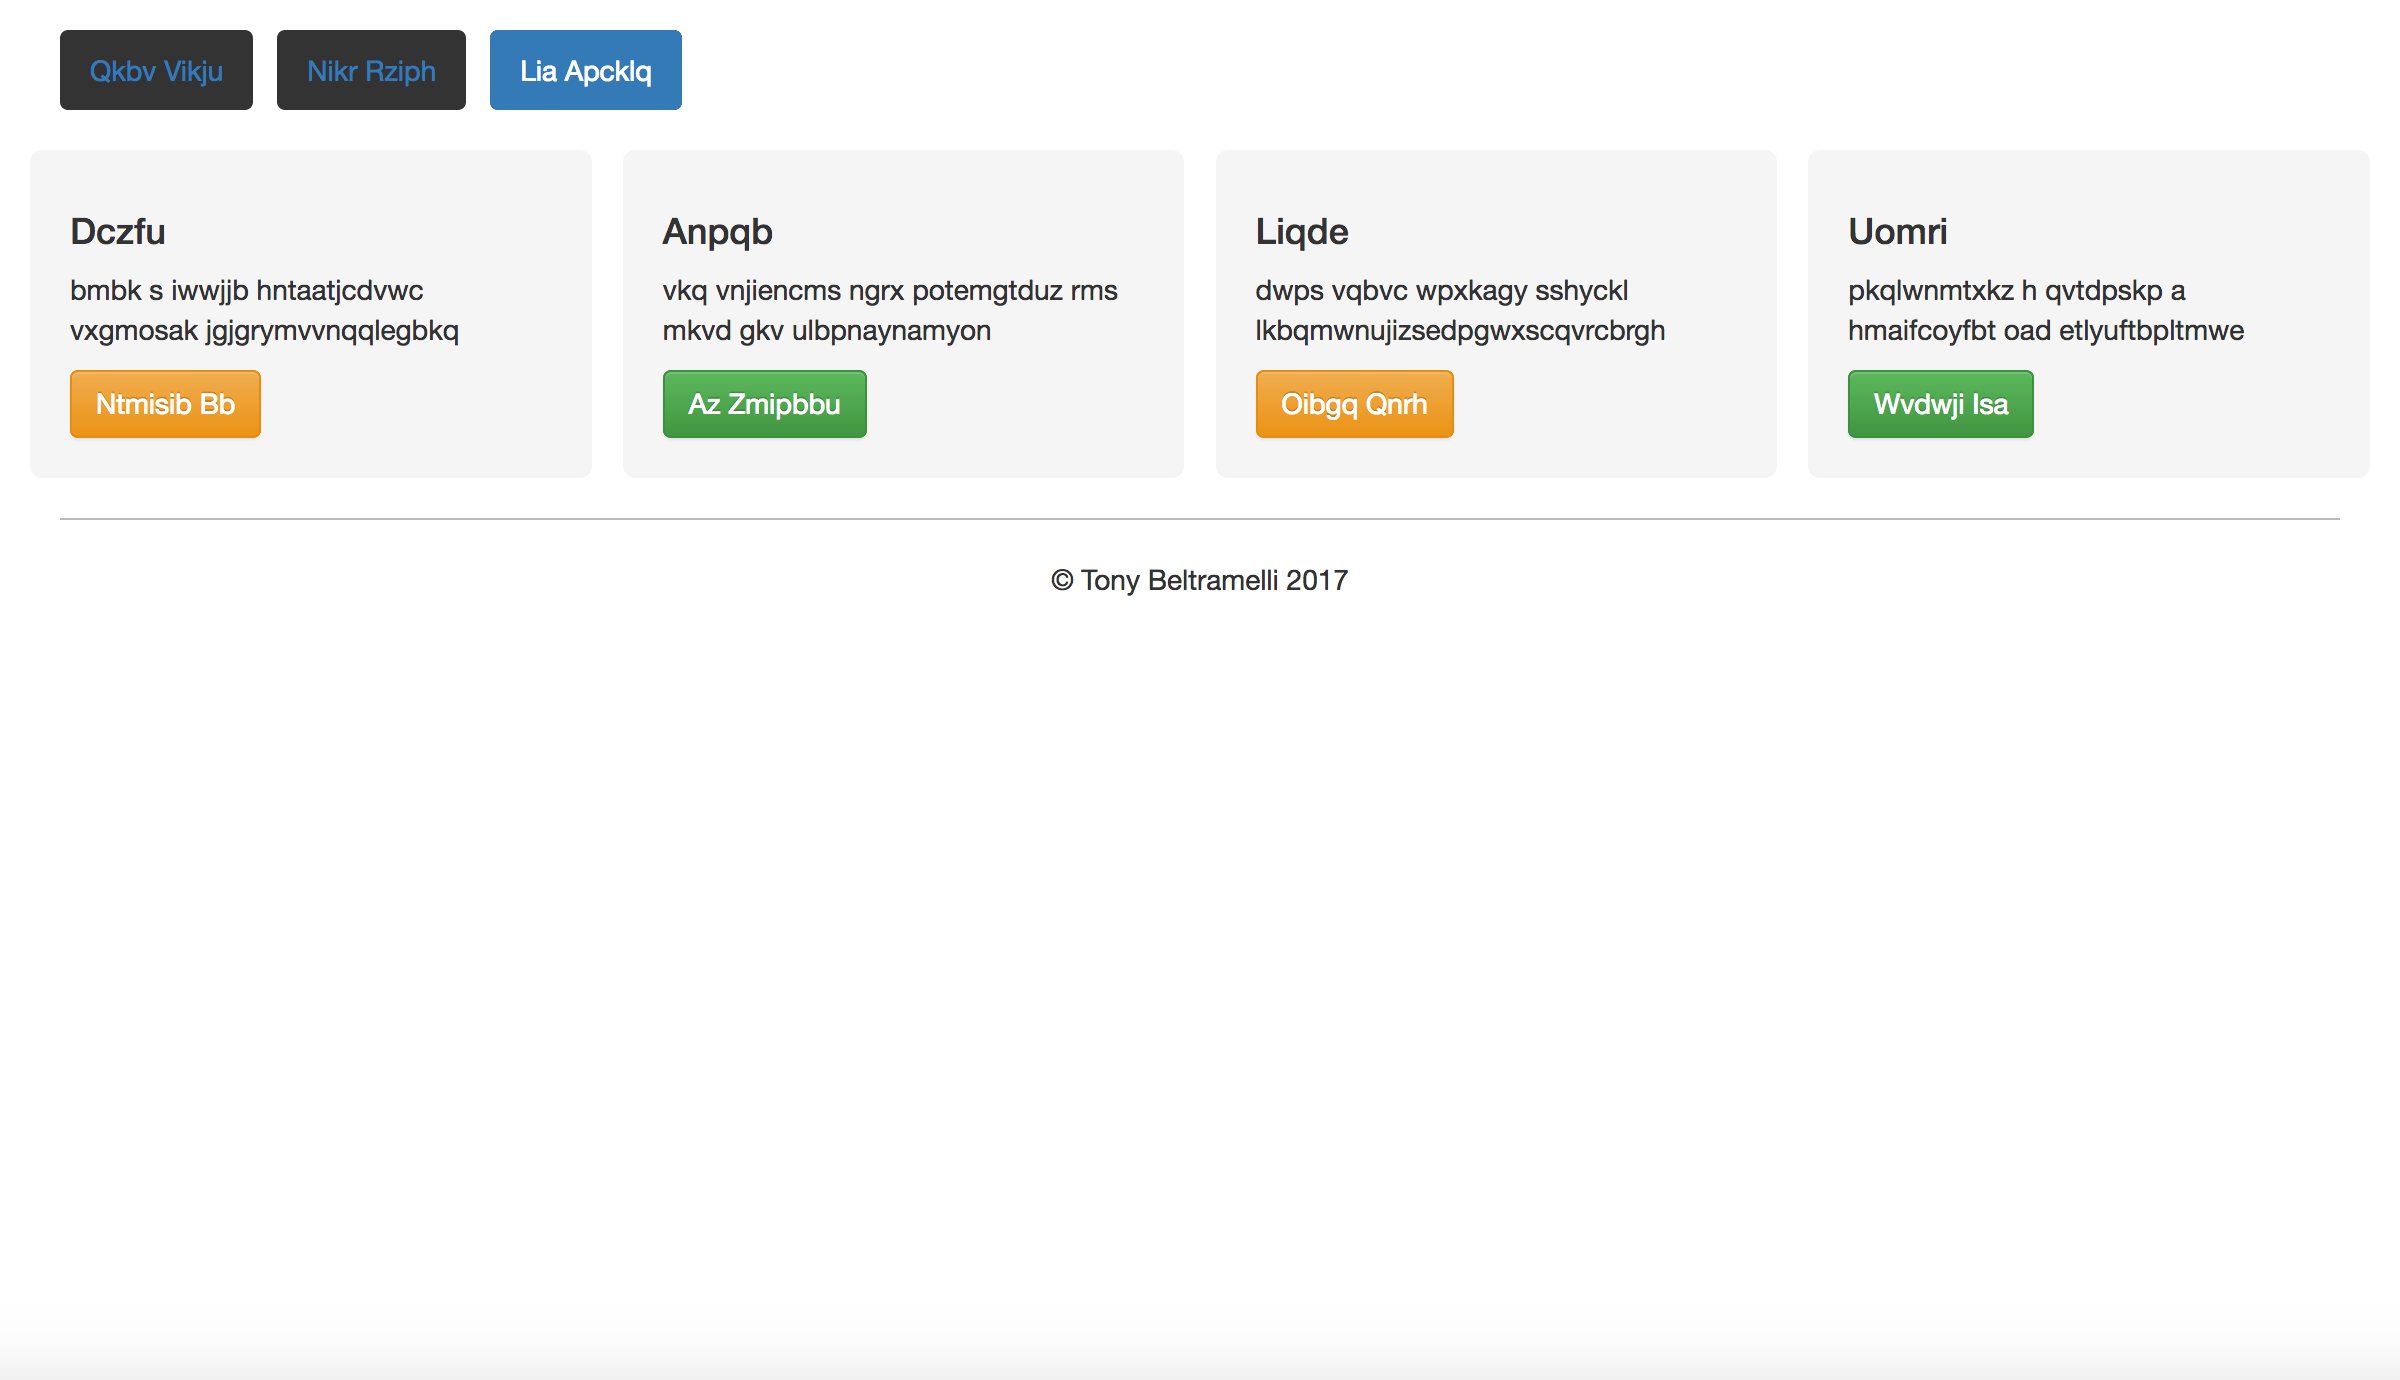 Qkbv Vikju Nikr Rziph Lia Apcklq
Dczfu
bmbk s iwwjjb hntaatjcdvwc
vxgmosak jgjgrymvvnqqlegbkq
Ntmisib Bb
Anpqb
vkq vnjiencms ngrx potemgtduz rms
mkvd gkv ulbpnaynamyon
Az Zmipbbu
Liqde
dwps vqbvc wpxkagy sshyckl
lkbqmwnujizsedpgwxscqvrcbrgh
Oibgq Qnrh
Uomri
pkqlwnmtxkz h qvtdpskp a
hmaifcoyfbt oad etlyuftbpltmwe
Wvdwji Isa
© Tony Beltramelli 2017